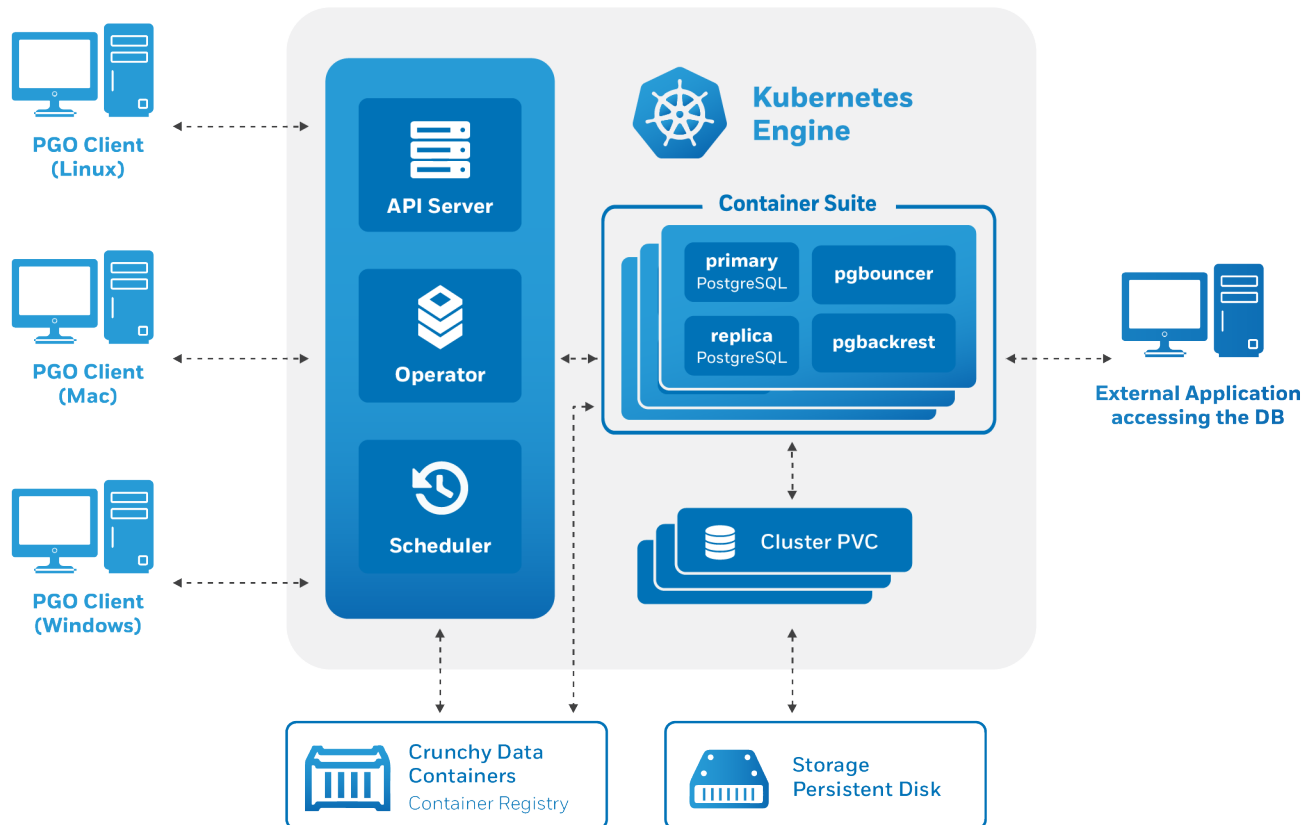 PGO Client
(Linux)
PGO Client
(Mac)
PGO Client
(Windows)
API Server
Operator
Scheduler
Kubernetes
Engine
Container Suite
primary
PostgreSQL
pgbouncer
replica
PostgreSQL
pgbackrest
Cluster PVC
External Application
accessing the DB
Crunchy Data
Containers
Container Registry
Storage
Persistent Disk